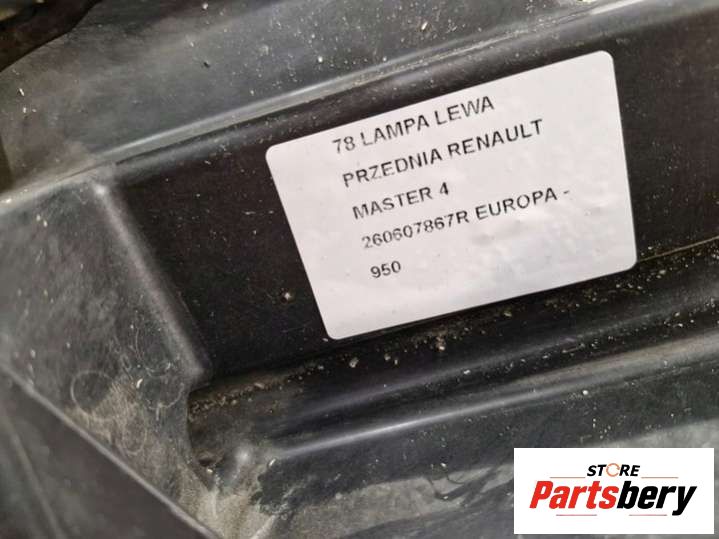 78 LAMPA LEWA
PRZEDNIA RENAULT
MASTER 4
260607867R EUROPA -
950
STORE
Partsbery